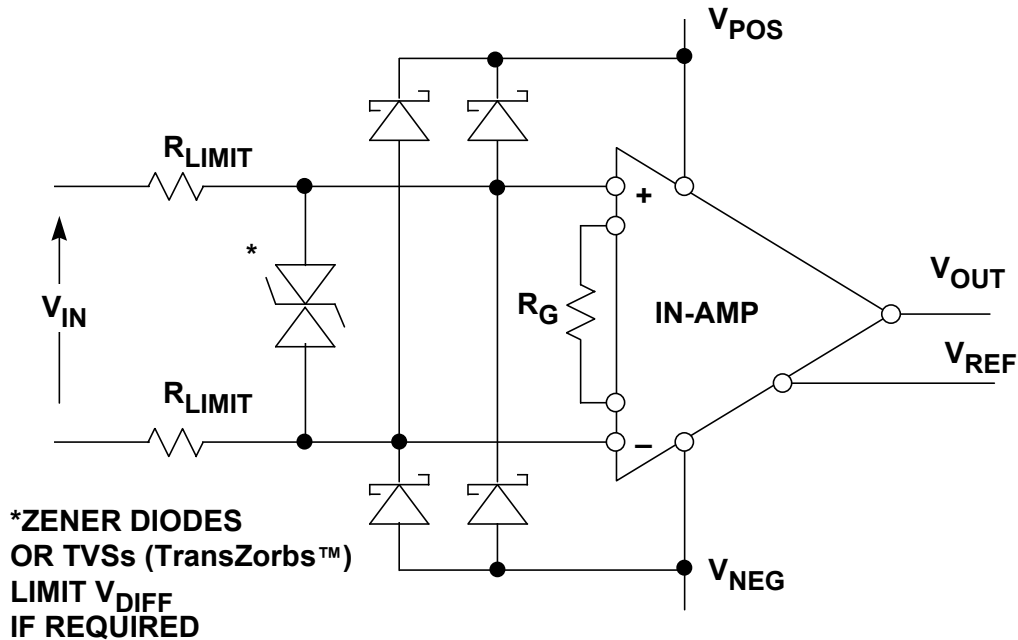 V_POS
R_LIMIT
*
+
V_IN
R_G
IN-AMP
V_OUT
V_REF
R_LIMIT
–
*ZENER DIODES
OR TVSs (TransZorbs™)
LIMIT V_DIFF
IF REQUIRED
V_NEG